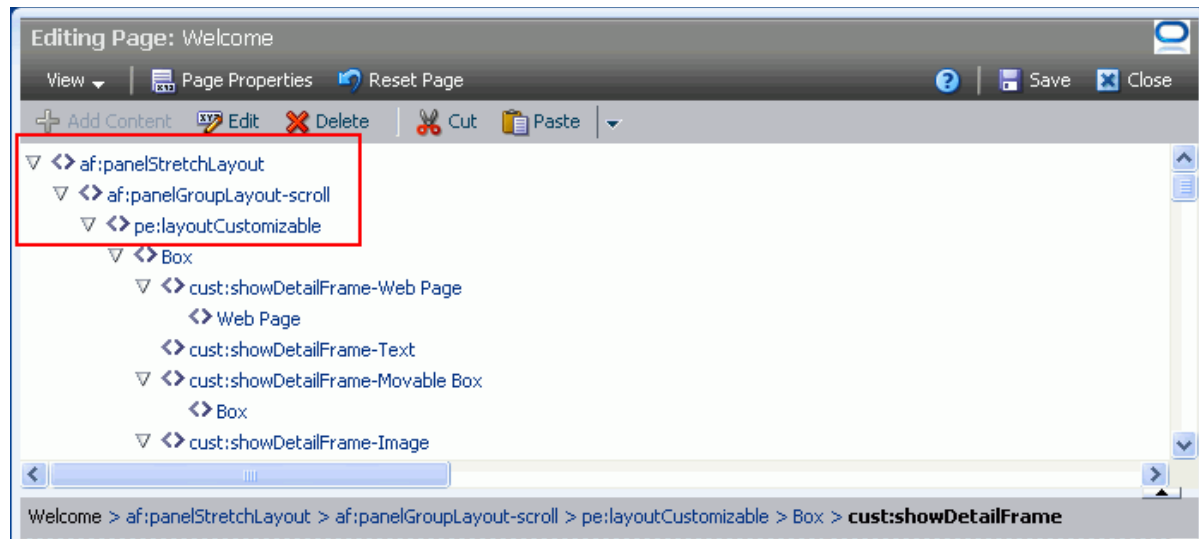 Editing Page: Welcome
View Page Properties Reset Page ? Save Close
Add Content Edit Delete Cut Paste
<> af:panelStretchLayout
<> af:panelGroupLayout-scroll
<> pe:layoutCustomizable
<> Box
<> cust:showDetailFrame-Web Page
<> Web Page
<> cust:showDetailFrame-Text
<> cust:showDetailFrame-Movable Box
<> Box
<> cust:showDetailFrame-Image
Welcome > af:panelStretchLayout > af:panelGroupLayout-scroll > pe:layoutCustomizable > Box > cust:showDetailFrame